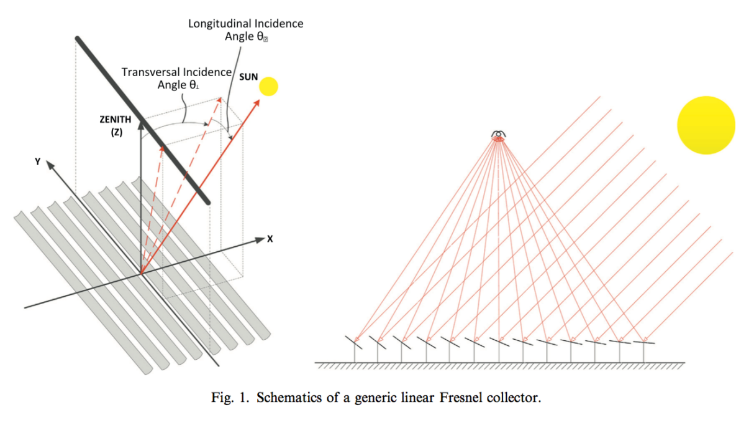 Longitudinal Incidence
Angle θ
Transversal Incidence
Angle θ⊥
SUN
ZENITH
(Z)
Y
X
Fig. 1. Schematics of a generic linear Fresnel collector.